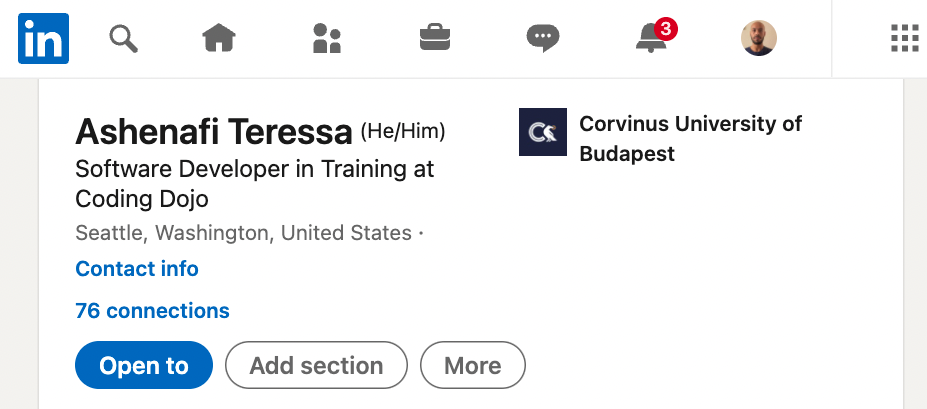 in
3
Ashenafi Teressa (He/Him)
Software Developer in Training at
Coding Dojo
Seattle, Washington, United States ·
Contact info
76 connections
Open to
Add section
More
Corvinus University of
Budapest